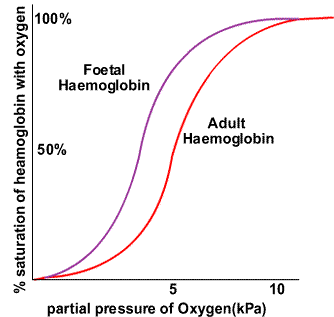 100%
Foetal
Haemoglobin
Adult
Haemoglobin
50%
% saturation of heamoglobin with oxygen
5
10
partial pressure of Oxygen(kPa)